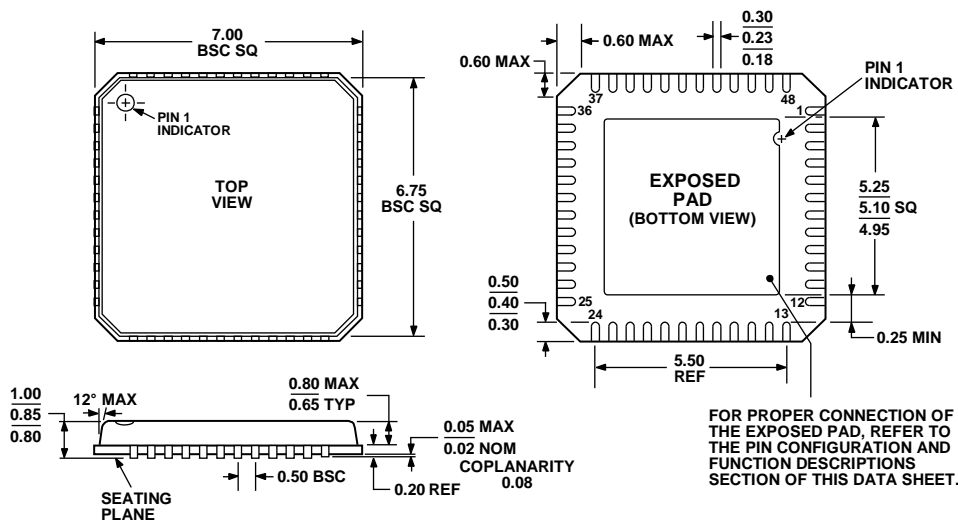 7.00
BSC SQ
PIN 1
INDICATOR
TOP
VIEW
6.75
BSC SQ
0.60 MAX
0.60 MAX
0.30
0.23
0.18
PIN 1
INDICATOR
37
48
36
1
EXPOSED
PAD
(BOTTOM VIEW)
5.25
5.10 SQ
4.95
0.50
0.40
0.30
25
24
12
13
0.25 MIN
5.50
REF
1.00
0.85
0.80
12° MAX
0.80 MAX
0.65 TYP
0.05 MAX
0.02 NOM
COPLANARITY
0.08
0.50 BSC
0.20 REF
SEATING
PLANE
FOR PROPER CONNECTION OF
THE EXPOSED PAD, REFER TO
THE PIN CONFIGURATION AND
FUNCTION DESCRIPTIONS
SECTION OF THIS DATA SHEET.